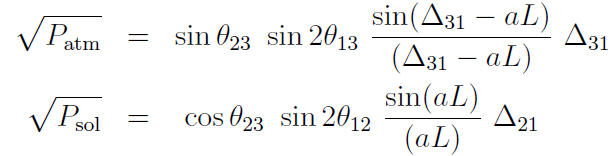 √P_atm = sin θ_23 sin 2θ_13 sin(Δ_31 − aL) / (Δ_31 − aL) Δ_31
√P_sol = cos θ_23 sin 2θ_12 sin(aL) / (aL) Δ_21